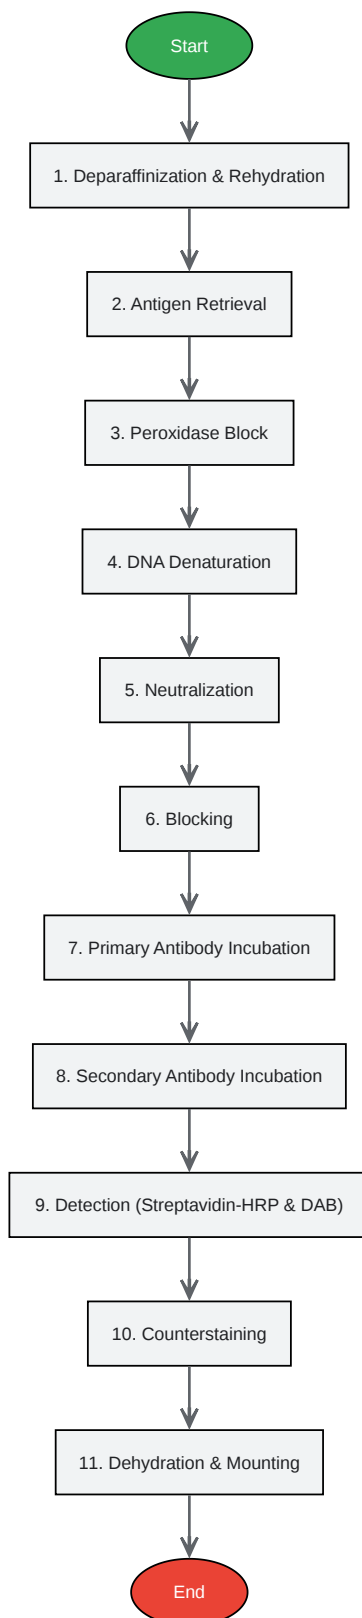 Start
1. Deparaffinization & Rehydration
2. Antigen Retrieval
3. Peroxidase Block
4. DNA Denaturation
5. Neutralization
6. Blocking
7. Primary Antibody Incubation
8. Secondary Antibody Incubation
9. Detection (Streptavidin-HRP & DAB)
10. Counterstaining
11. Dehydration & Mounting
End